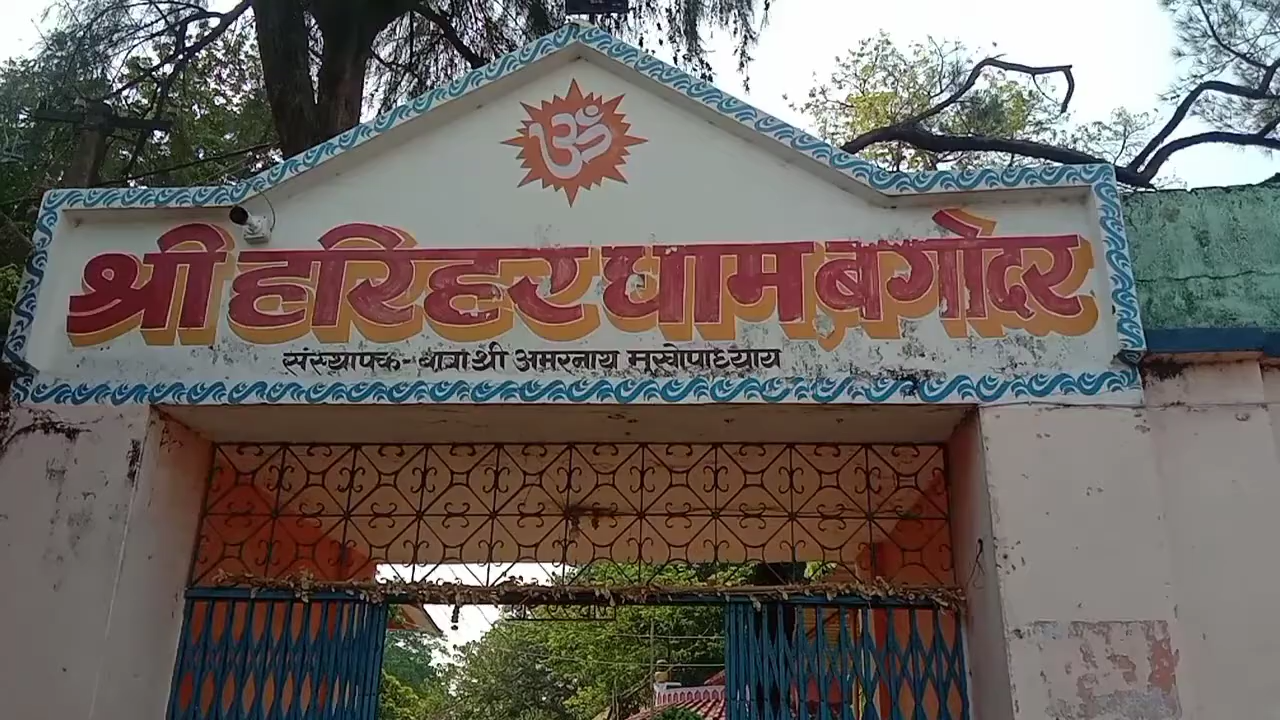 ॐ
श्री हरिहर धाम बगोदर
संस्थापक - बाबा श्री अमरनाथ मुखोपाध्याय